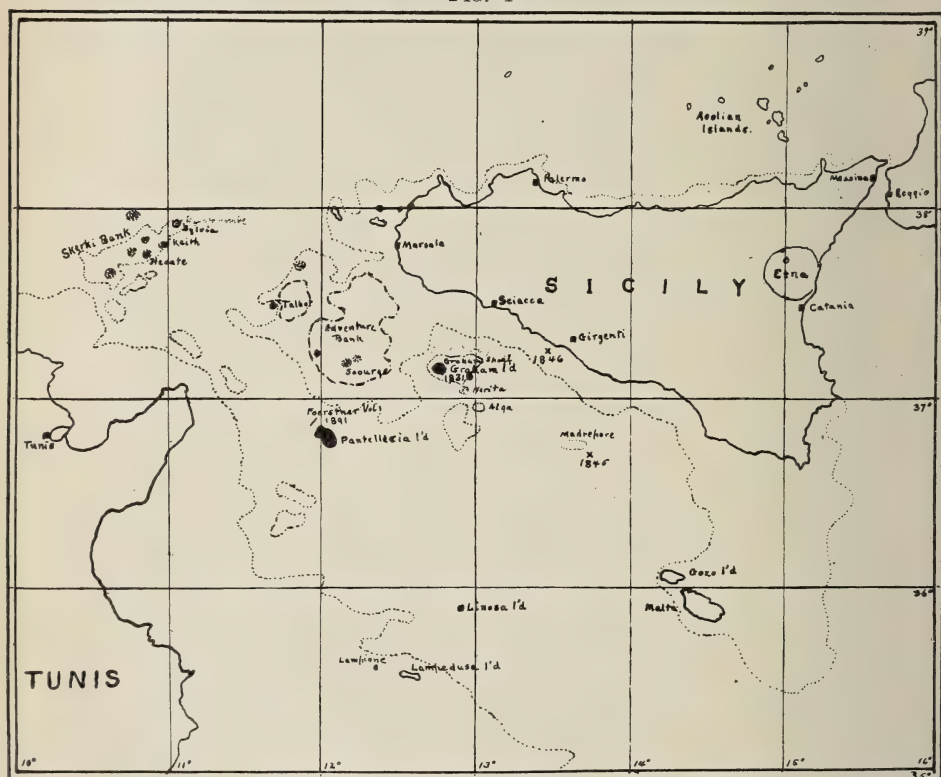 39°
Aeolian
Islands.
Palermo
Messina
Reggio
38°
Skerki Bank
Sylvia
Keith
Hecate
Marsala
SICILY
Etna
Talbot
Sciacca
Catania
Adventure
Bank
Girgenti
1846
Graham Shoal
Graham I'd
1831
Scourge
Nerita
37°
Foerstner Vol.
1891
Alga
Tunis
Pantelleria I'd
Madrepore
1845
Gozo I'd
36°
Linosa I'd
Malta
Lampione
Lampedusa I'd
TUNIS
10°
11°
12°
13°
14°
15°
16°
35°